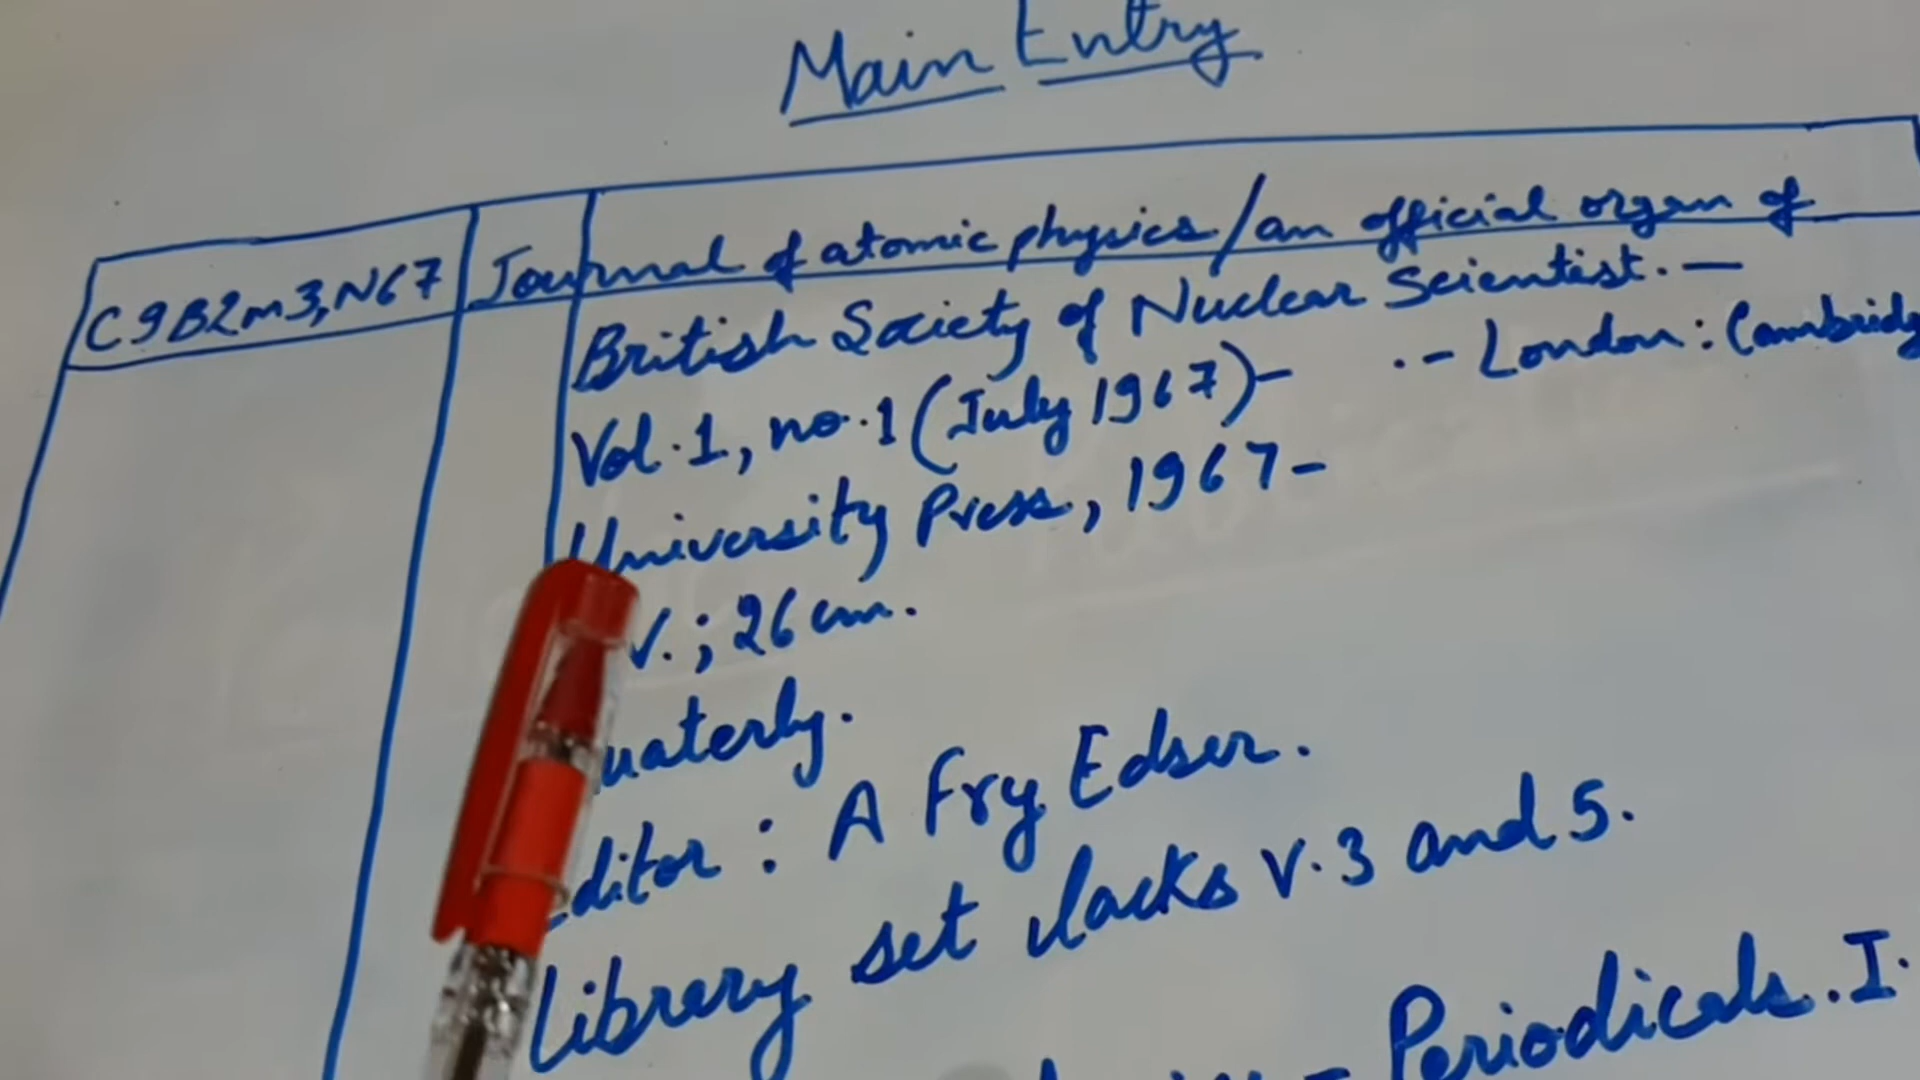 Main Entry
C9B2m3,N67 Journal of atomic physics/an official organ of
British Society of Nuclear Scientist. —
Vol. 1, no. 1 (July 1967)- .- London : Cambridg
University Press, 1967-
V. ; 26 cm.
uaterly.
Editor : A Fry Edser.
Library set lacks V. 3 and 5.
- Periodicals. I.